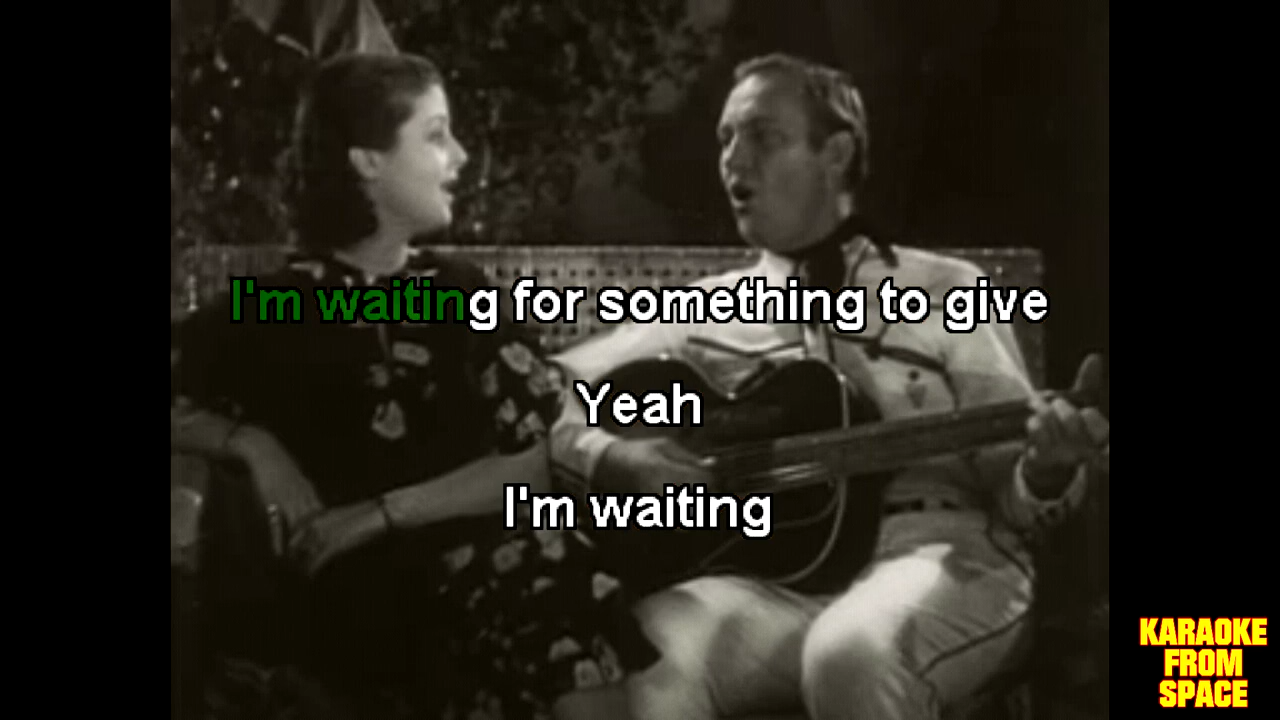 I'm waiting for something to give
Yeah
I'm waiting
KARAOKE
FROM
SPACE